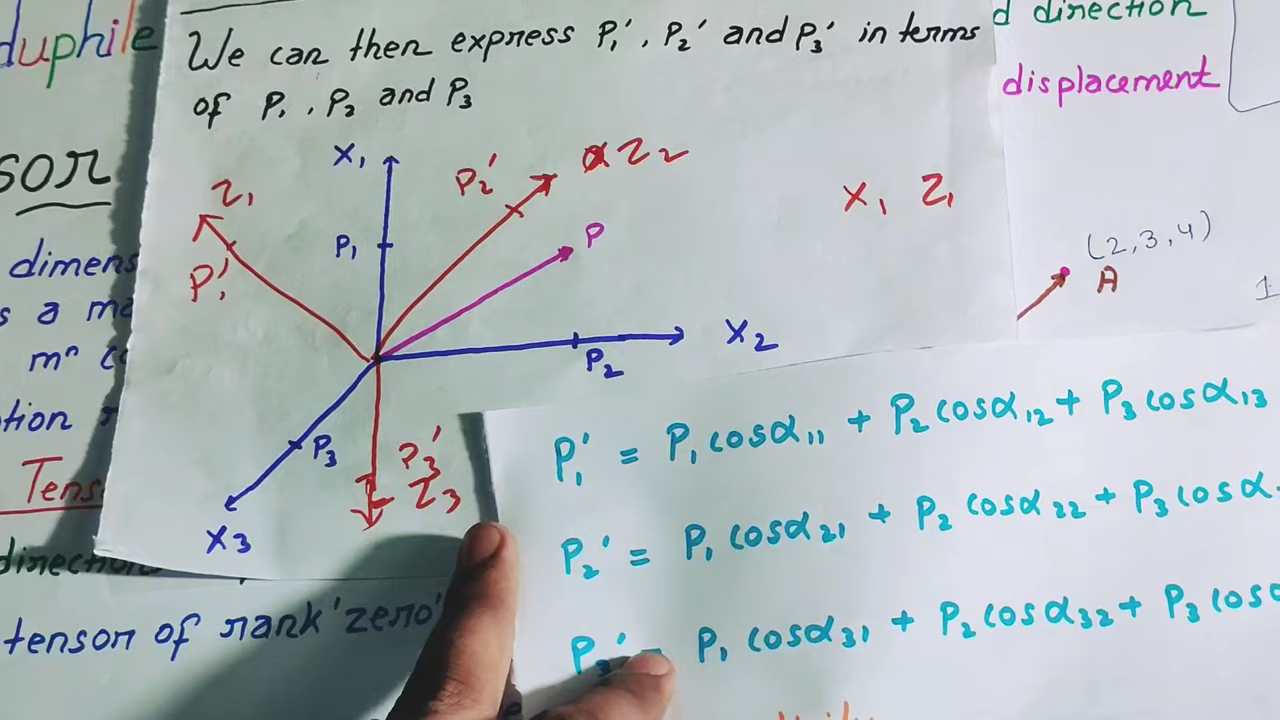 duphile
We can then express P₁', P₂' and P₃' in terms
of P₁, P₂ and P₃
d direction
displacement
SOR
X₁
P₂'
Z₂
Z₁
P₁
P
X₁ Z₁
P₁'
(2,3,4)
A
1
X₂
P₂
s a
mⁿ
P₃
P₃'
Z₃
X₃
tion
P₁' = P₁ cosα₁₁ + P₂ cosα₁₂ + P₃ cosα₁₃
P₂' = P₁ cosα₂₁ + P₂ cosα₂₂ + P₃ cosα
P₃' = P₁ cosα₃₁ + P₂ cosα₃₂ + P₃ cos
tensor of rank 'zero'